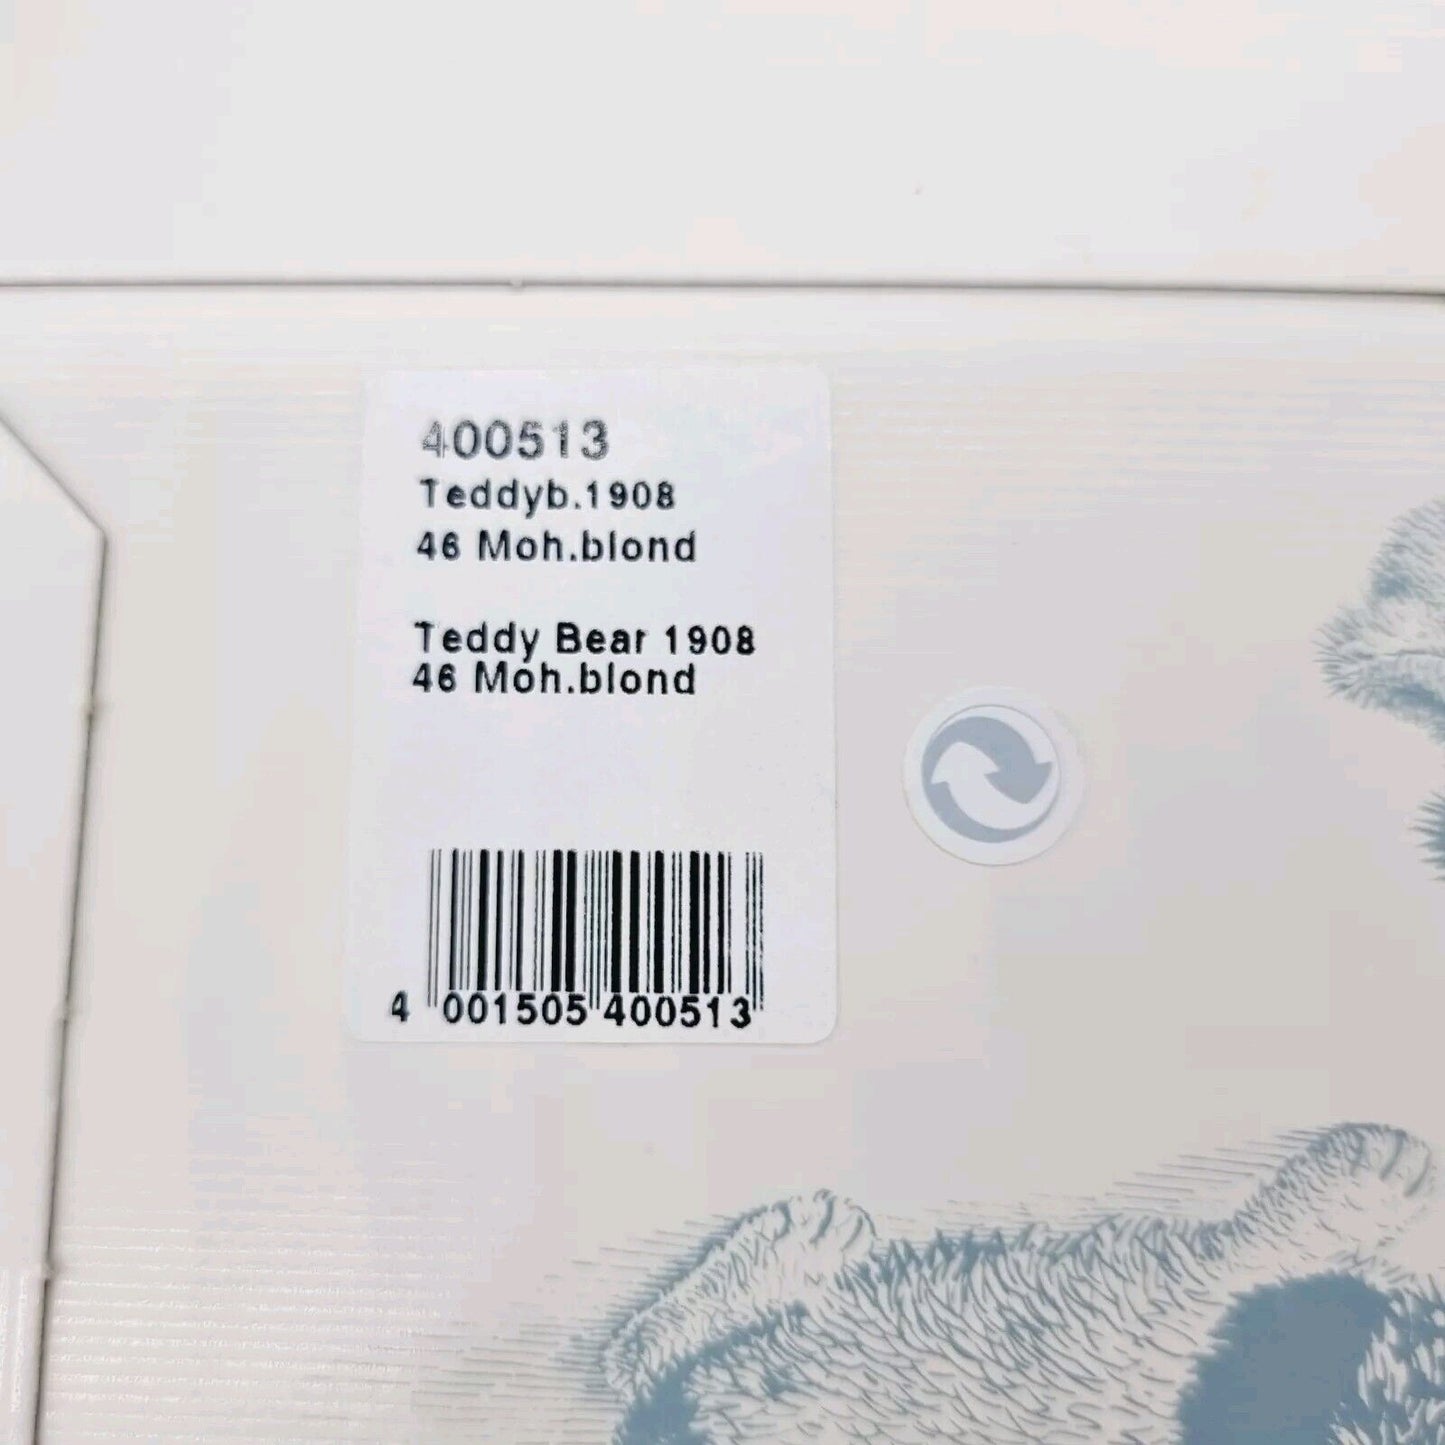 400513
Teddyb.1908
46 Moh.blond
Teddy Bear 1908
46 Moh.blond
4 001505 400513